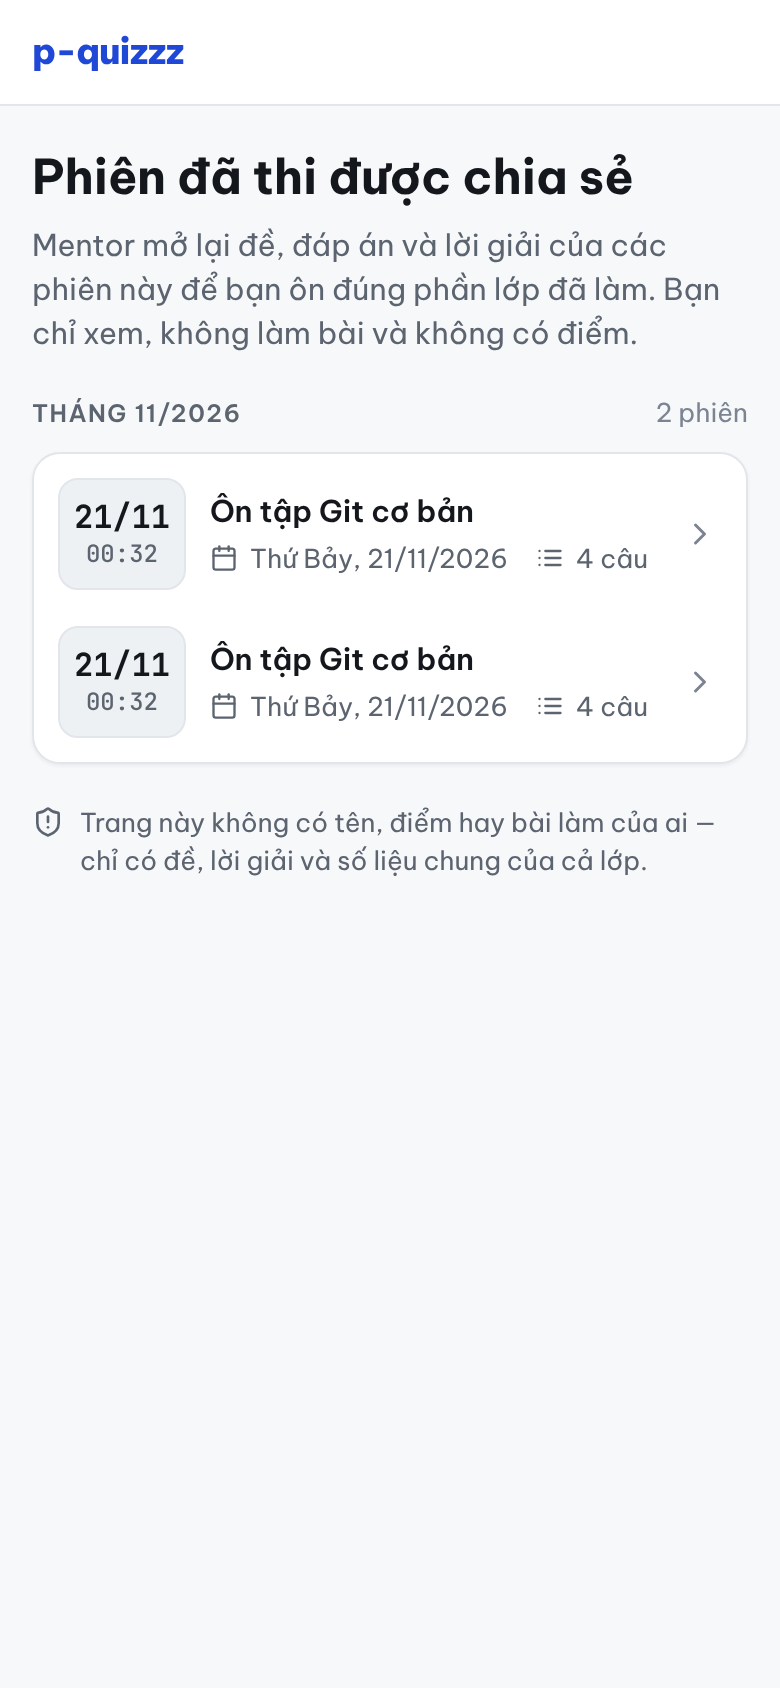 p-quizzz
Phiên đã thi được chia sẻ
Mentor mở lại đề, đáp án và lời giải của các
phiên này để bạn ôn đúng phần lớp đã làm. Bạn
chỉ xem, không làm bài và không có điểm.
THÁNG 11/2026 2 phiên
21/11 Ôn tập Git cơ bản
00:32 Thứ Bảy, 21/11/2026 4 câu
21/11 Ôn tập Git cơ bản
00:32 Thứ Bảy, 21/11/2026 4 câu
Trang này không có tên, điểm hay bài làm của ai —
chỉ có đề, lời giải và số liệu chung của cả lớp.